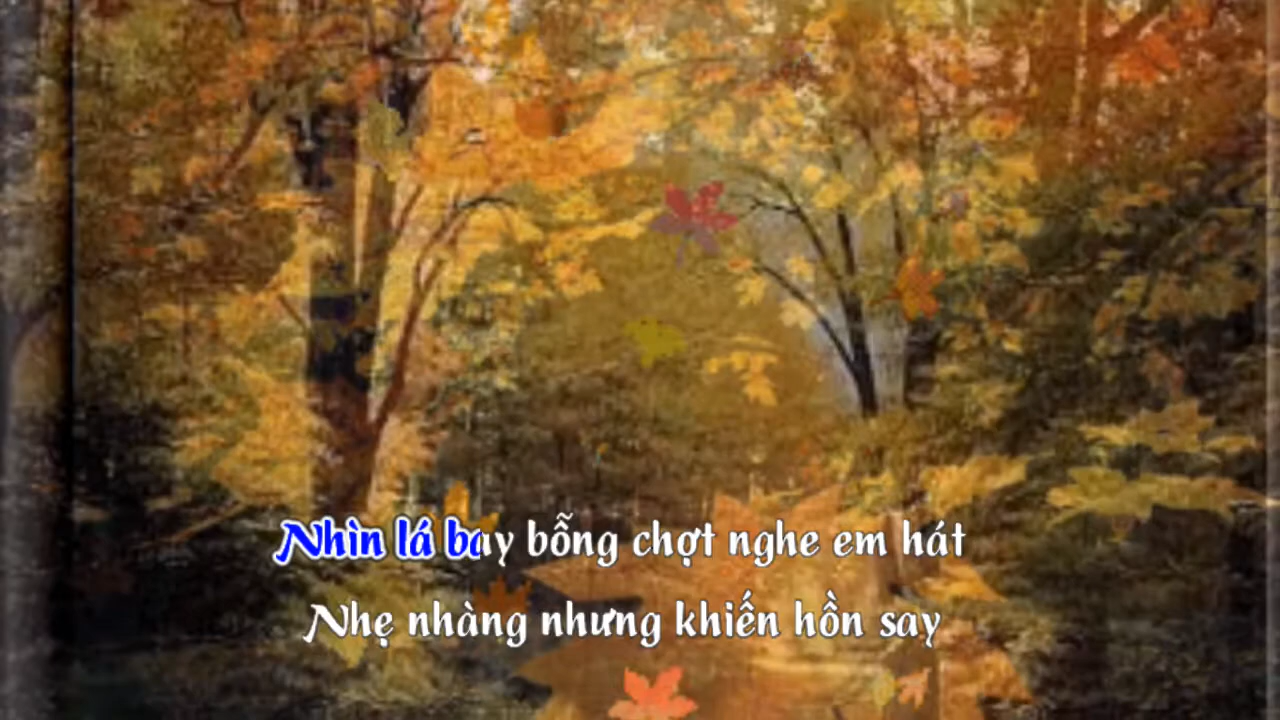 Nhìn lá bay bỗng chợt nghe em hát
Nhẹ nhàng nhưng khiến hồn say